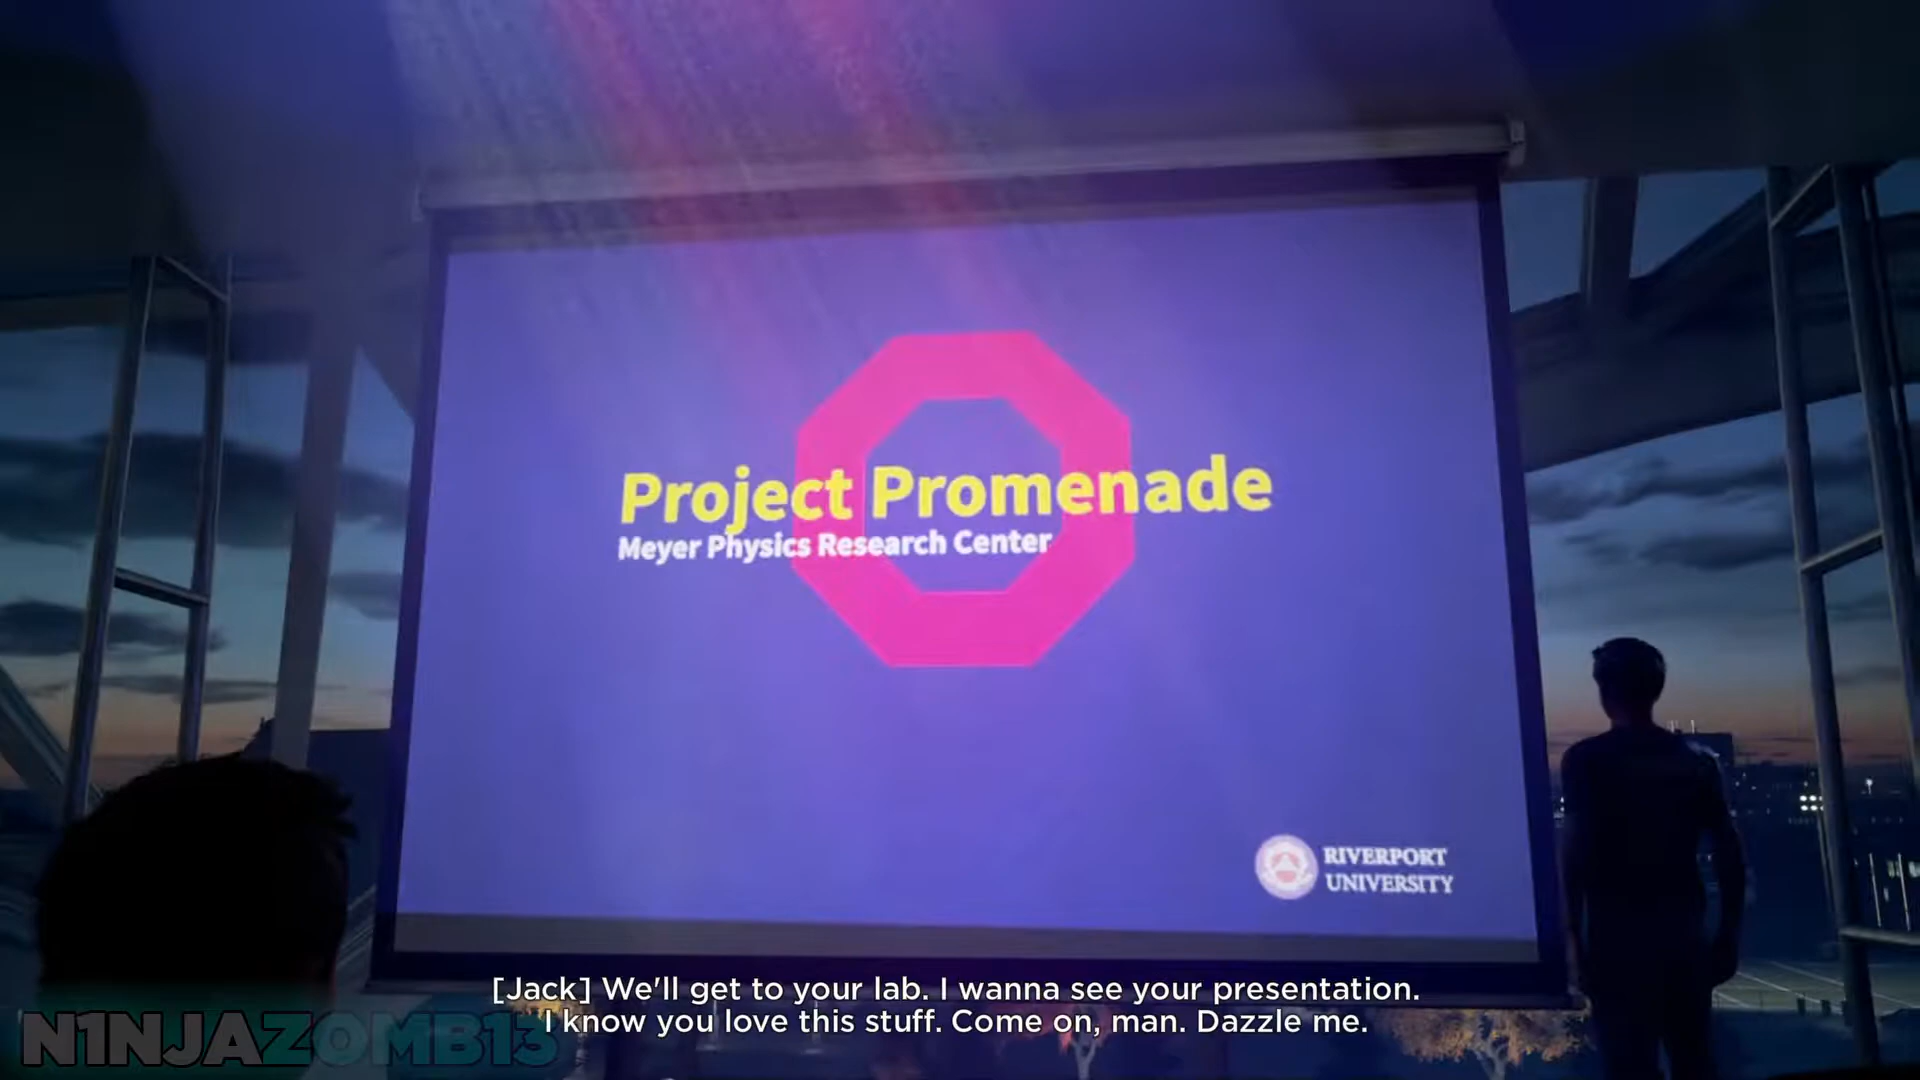 Project Promenade
Meyer Physics Research Center
RIVERPORT
UNIVERSITY
[Jack] We'll get to your lab. I wanna see your presentation.
I know you love this stuff. Come on, man. Dazzle me.
N1NJAZOMB13